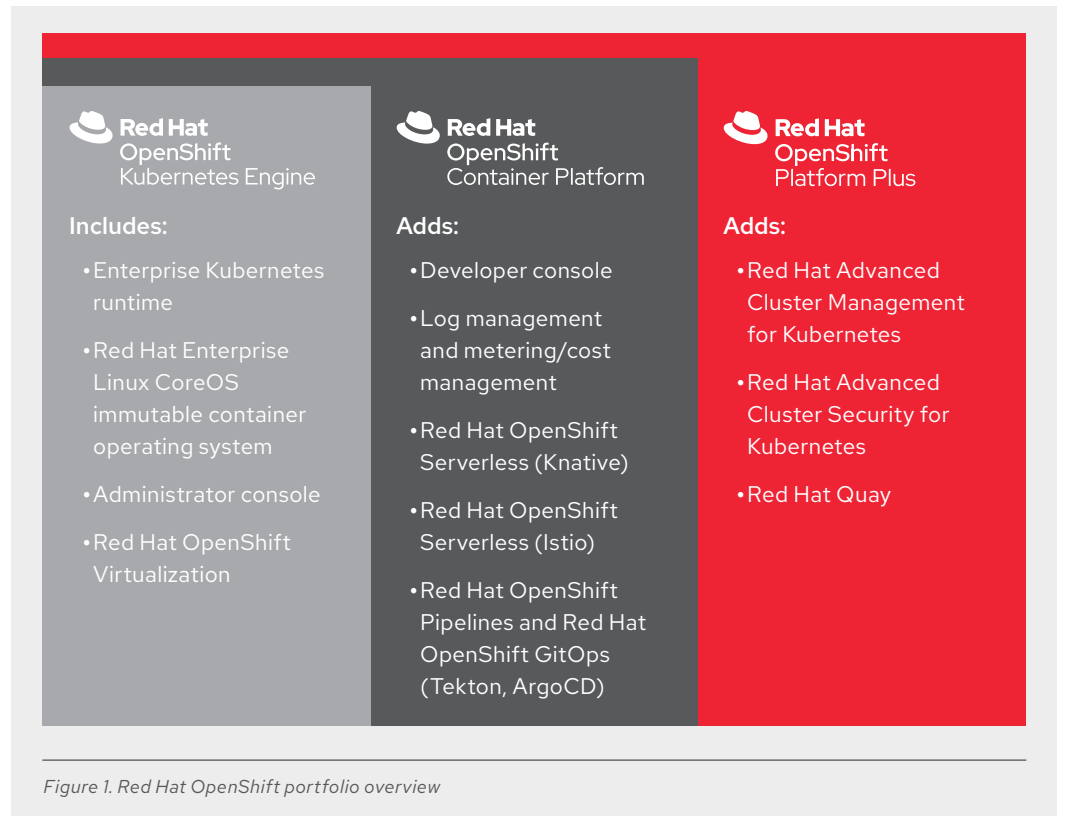 Red Hat
OpenShift
Kubernetes Engine
Includes:
•Enterprise Kubernetes
runtime
•Red Hat Enterprise
Linux CoreOS
immutable container
operating system
•Administrator console
•Red Hat OpenShift
Virtualization
Red Hat
OpenShift
Container Platform
Adds:
•Developer console
•Log management
and metering/cost
management
•Red Hat OpenShift
Serverless (Knative)
•Red Hat OpenShift
Serverless (Istio)
•Red Hat OpenShift
Pipelines and Red Hat
OpenShift GitOps
(Tekton, ArgoCD)
Red Hat
OpenShift
Platform Plus
Adds:
•Red Hat Advanced
Cluster Management
for Kubernetes
•Red Hat Advanced
Cluster Security for
Kubernetes
•Red Hat Quay
Figure 1. Red Hat OpenShift portfolio overview